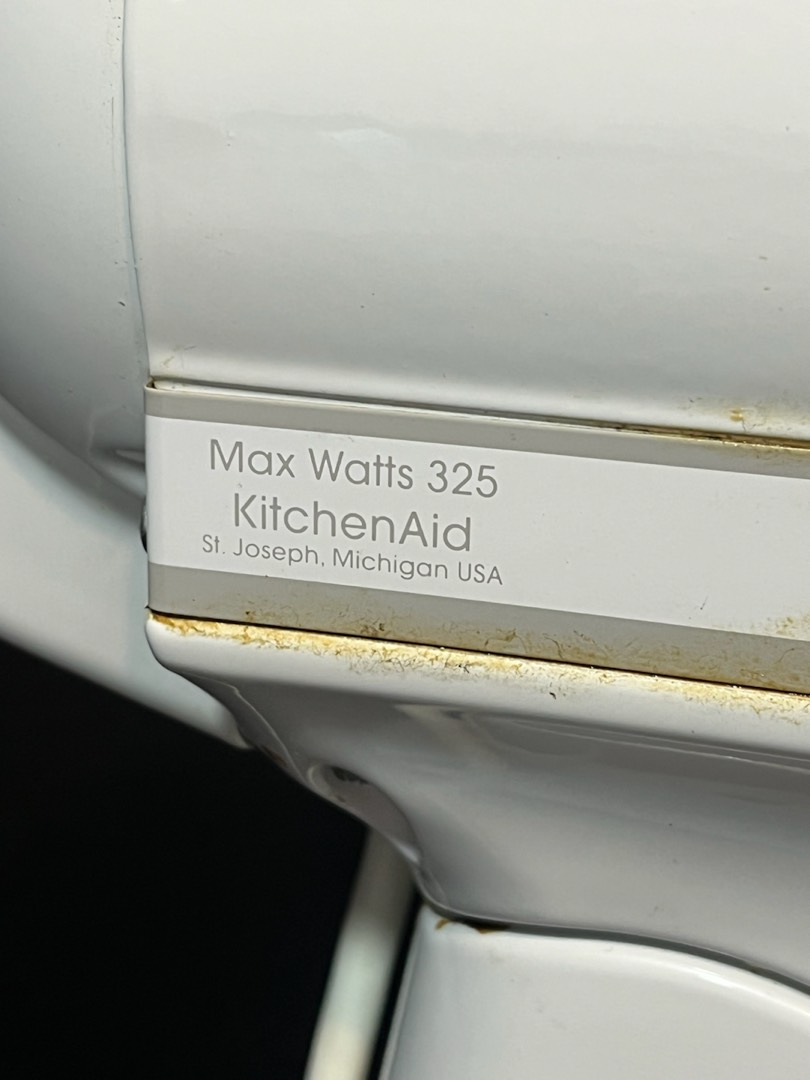 Max Watts 325
KitchenAid
St. Joseph, Michigan USA